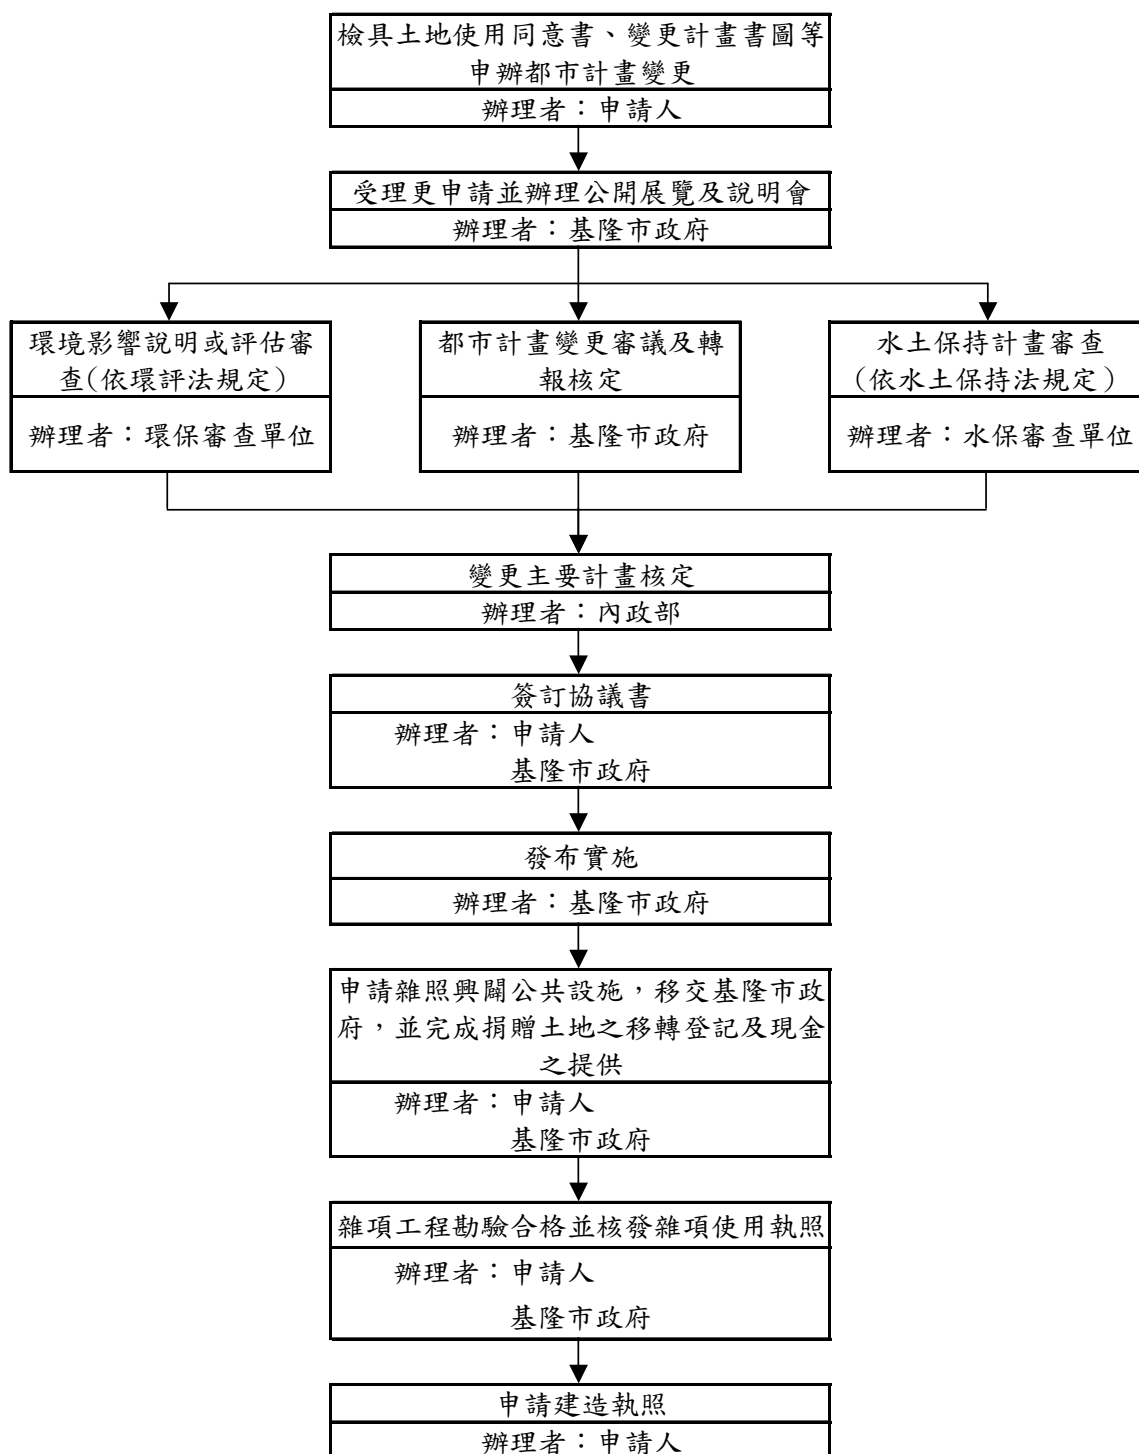 檢具土地使用同意書、變更計畫書圖等
申辦都市計畫變更
辦理者：申請人
受理更申請並辦理公開展覽及說明會
辦理者：基隆市政府
環境影響說明或評估審
查(依環評法規定)
辦理者：環保審查單位
都市計畫變更審議及轉
報核定
辦理者：基隆市政府
水土保持計畫審查
(依水土保持法規定)
辦理者：水保審查單位
變更主要計畫核定
辦理者：內政部
簽訂協議書
辦理者：申請人
基隆市政府
發布實施
辦理者：基隆市政府
申請雜照興闢公共設施，移交基隆市政
府，並完成捐贈土地之移轉登記及現金
之提供
辦理者：申請人
基隆市政府
雜項工程勘驗合格並核發雜項使用執照
辦理者：申請人
基隆市政府
申請建造執照
辦理者：申請人